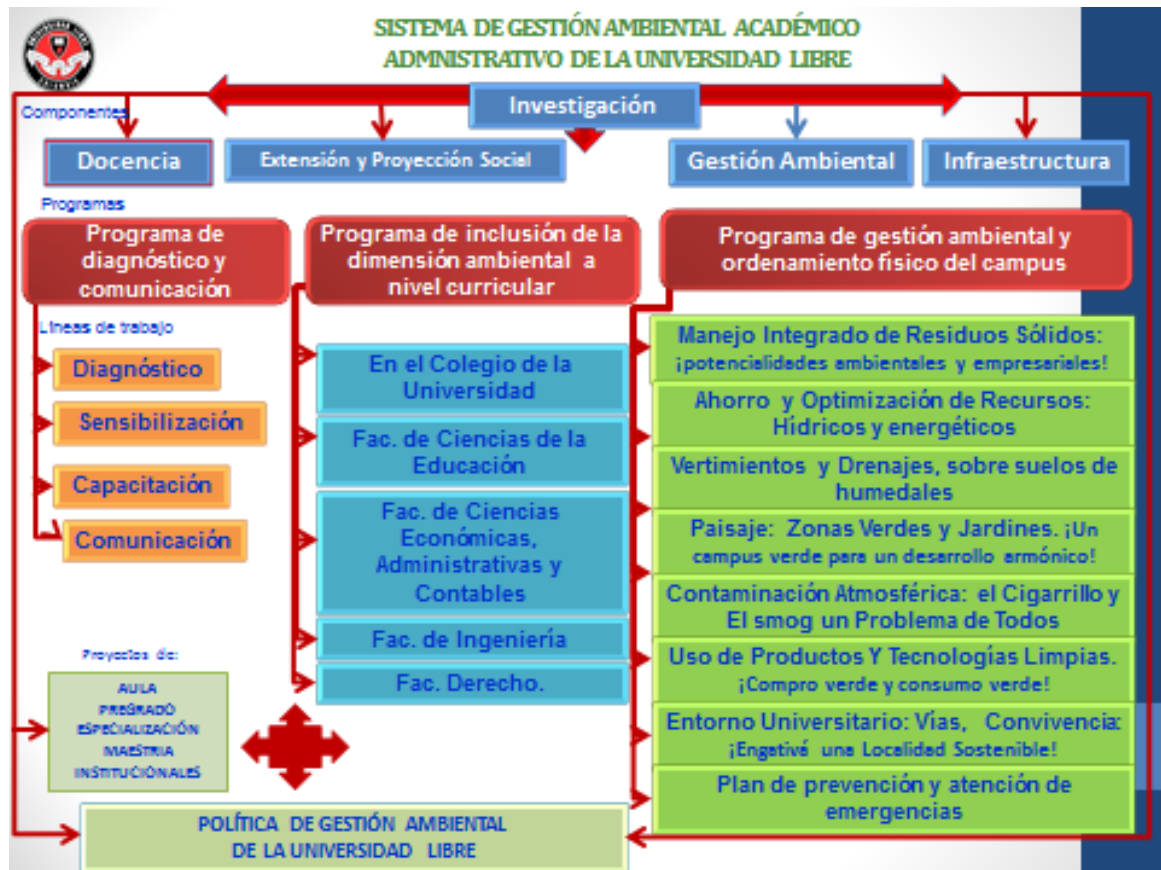 SISTEMA DE GESTIÓN AMBIENTAL ACADÉMICO
ADMNISTRATIVO DE LA UNIVERSIDAD LIBRE
Componentes
Investigación
Docencia
Extensión y Proyección Social
Gestión Ambiental
Infraestructura
Programas
Programa de
diagnóstico y
comunicación
Programa de inclusión de la
dimensión ambiental a
nivel curricular
Programa de gestión ambiental y
ordenamiento físico del campus
Líneas de trabajo
Diagnóstico
Sensibilización
Capacitación
Comunicación
En el Colegio de la
Universidad
Fac. de Ciencias de la
Educación
Fac. de Ciencias
Económicas,
Administrativas y
Contables
Fac. de Ingeniería
Fac. Derecho.
Manejo Integrado de Residuos Sólidos:
¡potencialidades ambientales y empresariales!
Ahorro y Optimización de Recursos:
Hídricos y energéticos
Vertimientos y Drenajes, sobre suelos de
humedales
Paisaje: Zonas Verdes y Jardines. ¡Un
campus verde para un desarrollo armónico!
Contaminación Atmosférica: el Cigarrillo y
El smog un Problema de Todos
Uso de Productos Y Tecnologías Limpias.
¡Compro verde y consumo verde!
Entorno Universitario: Vías, Convivencia:
¡Engativá una Localidad Sostenible!
Plan de prevención y atención de
emergencias
Proyectos de:
AULA
PREGRADO
ESPECIALIZACIÓN
MAESTRIA
INSTITUCIONALES
POLÍTICA DE GESTIÓN AMBIENTAL
DE LA UNIVERSIDAD LIBRE